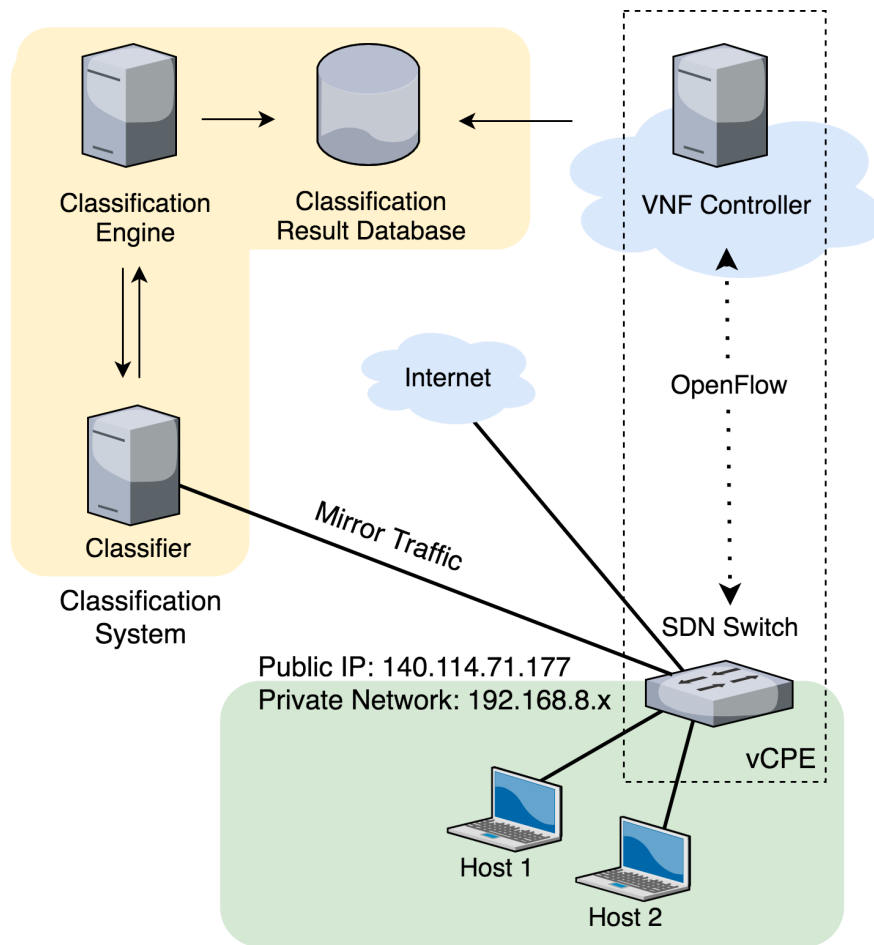 Classification
Engine
Classification
Result Database
VNF Controller
Internet
OpenFlow
Mirror Traffic
Classifier
Classification
System
SDN Switch
Public IP: 140.114.71.177
Private Network: 192.168.8.x
vCPE
Host 1
Host 2